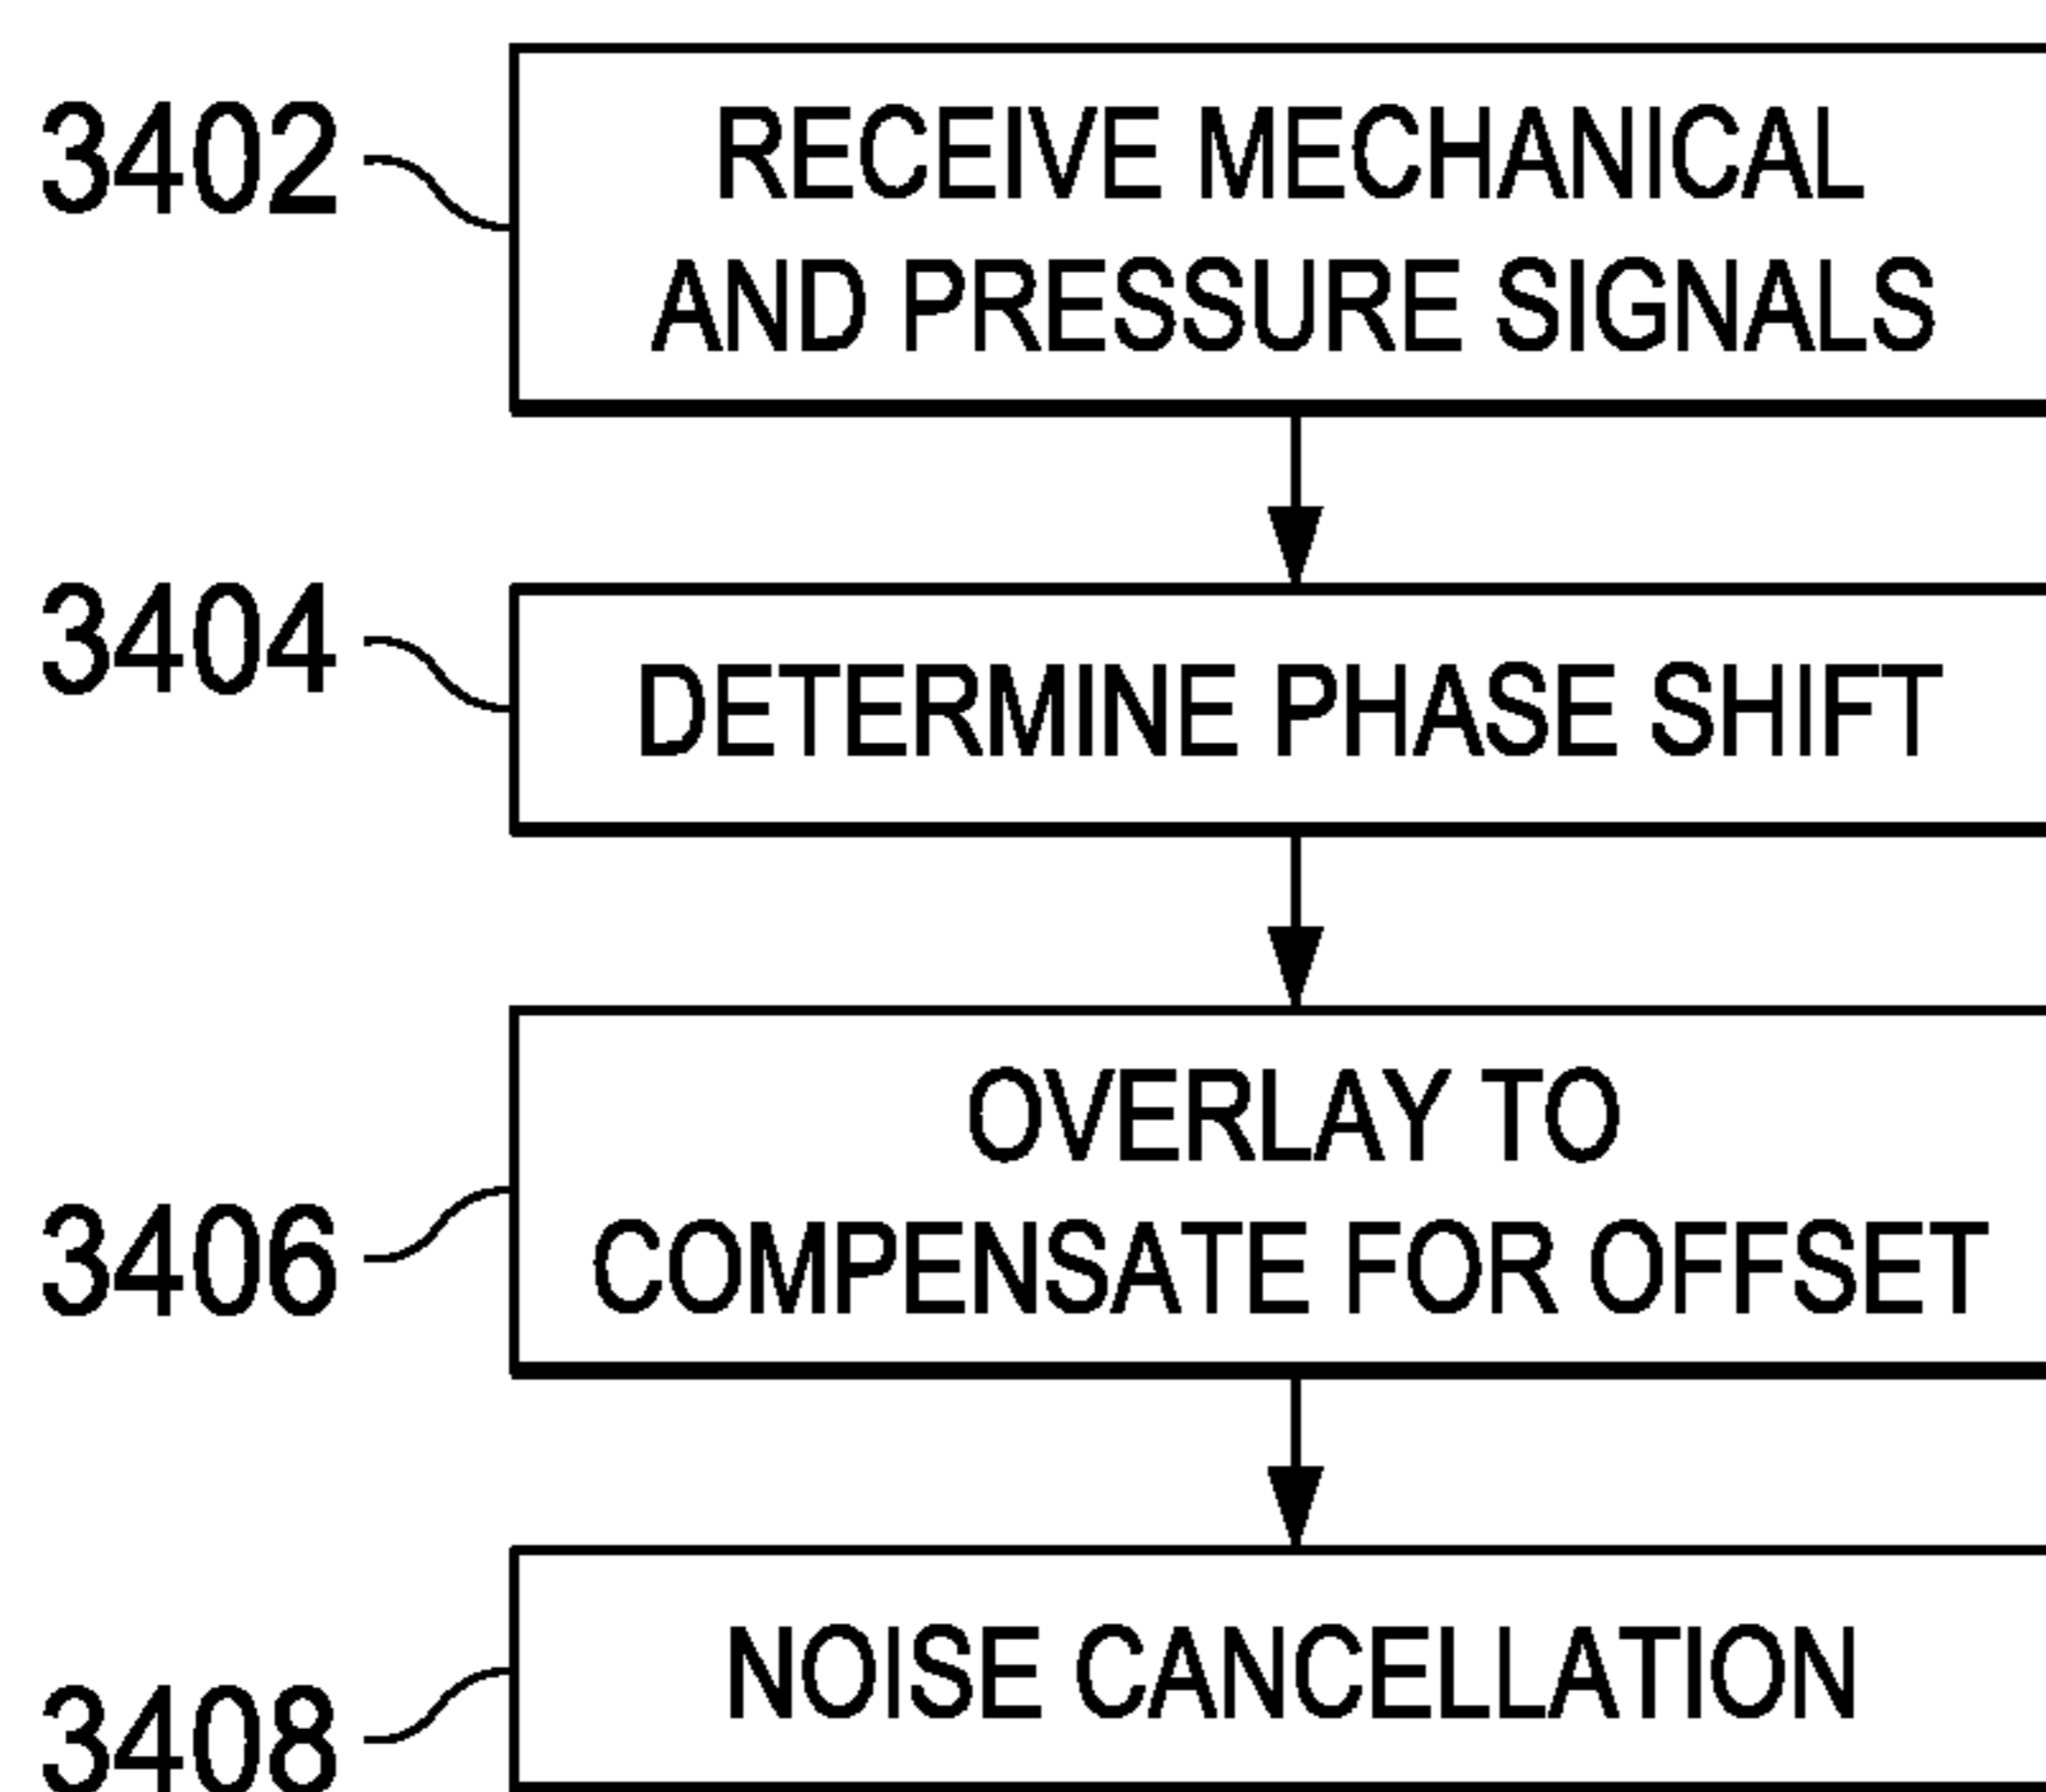 3402
RECEIVE MECHANICAL
AND PRESSURE SIGNALS
3404
DETERMINE PHASE SHIFT
OVERLAY TO
3406
COMPENSATE FOR OFFSET
NOISE CANCELLATION
3408